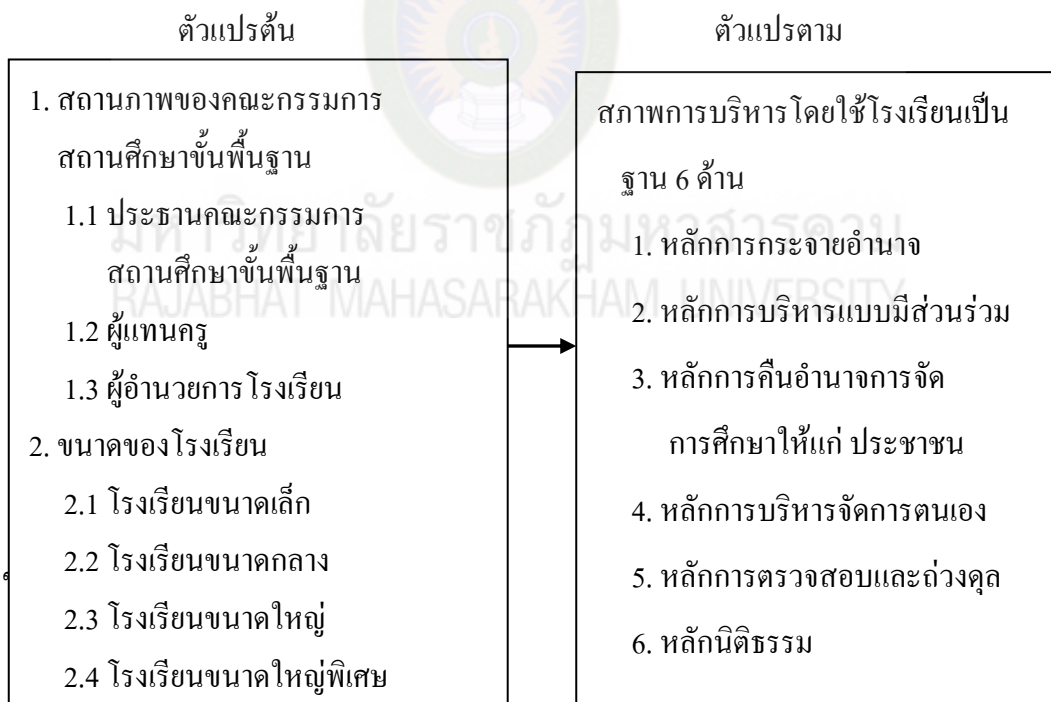 ตัวแปรต้น
1. สถานภาพของคณะกรรมการ
สถานศึกษาขั้นพื้นฐาน
1.1 ประธานคณะกรรมการ
สถานศึกษาขั้นพื้นฐาน
1.2 ผู้แทนครู
1.3 ผู้อำนวยการโรงเรียน
2. ขนาดของโรงเรียน
2.1 โรงเรียนขนาดเล็ก
2.2 โรงเรียนขนาดกลาง
2.3 โรงเรียนขนาดใหญ่
2.4 โรงเรียนขนาดใหญ่พิเศษ
ตัวแปรตาม
สภาพการบริหารโดยใช้โรงเรียนเป็น
ฐาน 6 ด้าน
1. หลักการกระจายอำนาจ
2. หลักการบริหารแบบมีส่วนร่วม
3. หลักการคืนอำนาจการจัด
การศึกษาให้แก่ ประชาชน
4. หลักการบริหารจัดการตนเอง
5. หลักการตรวจสอบและถ่วงดุล
6. หลักนิติธรรม
มหาวิทยาลัยราชภัฏมหาสารคาม
RAJABHAT MAHASARAKHAM UNIVERSITY